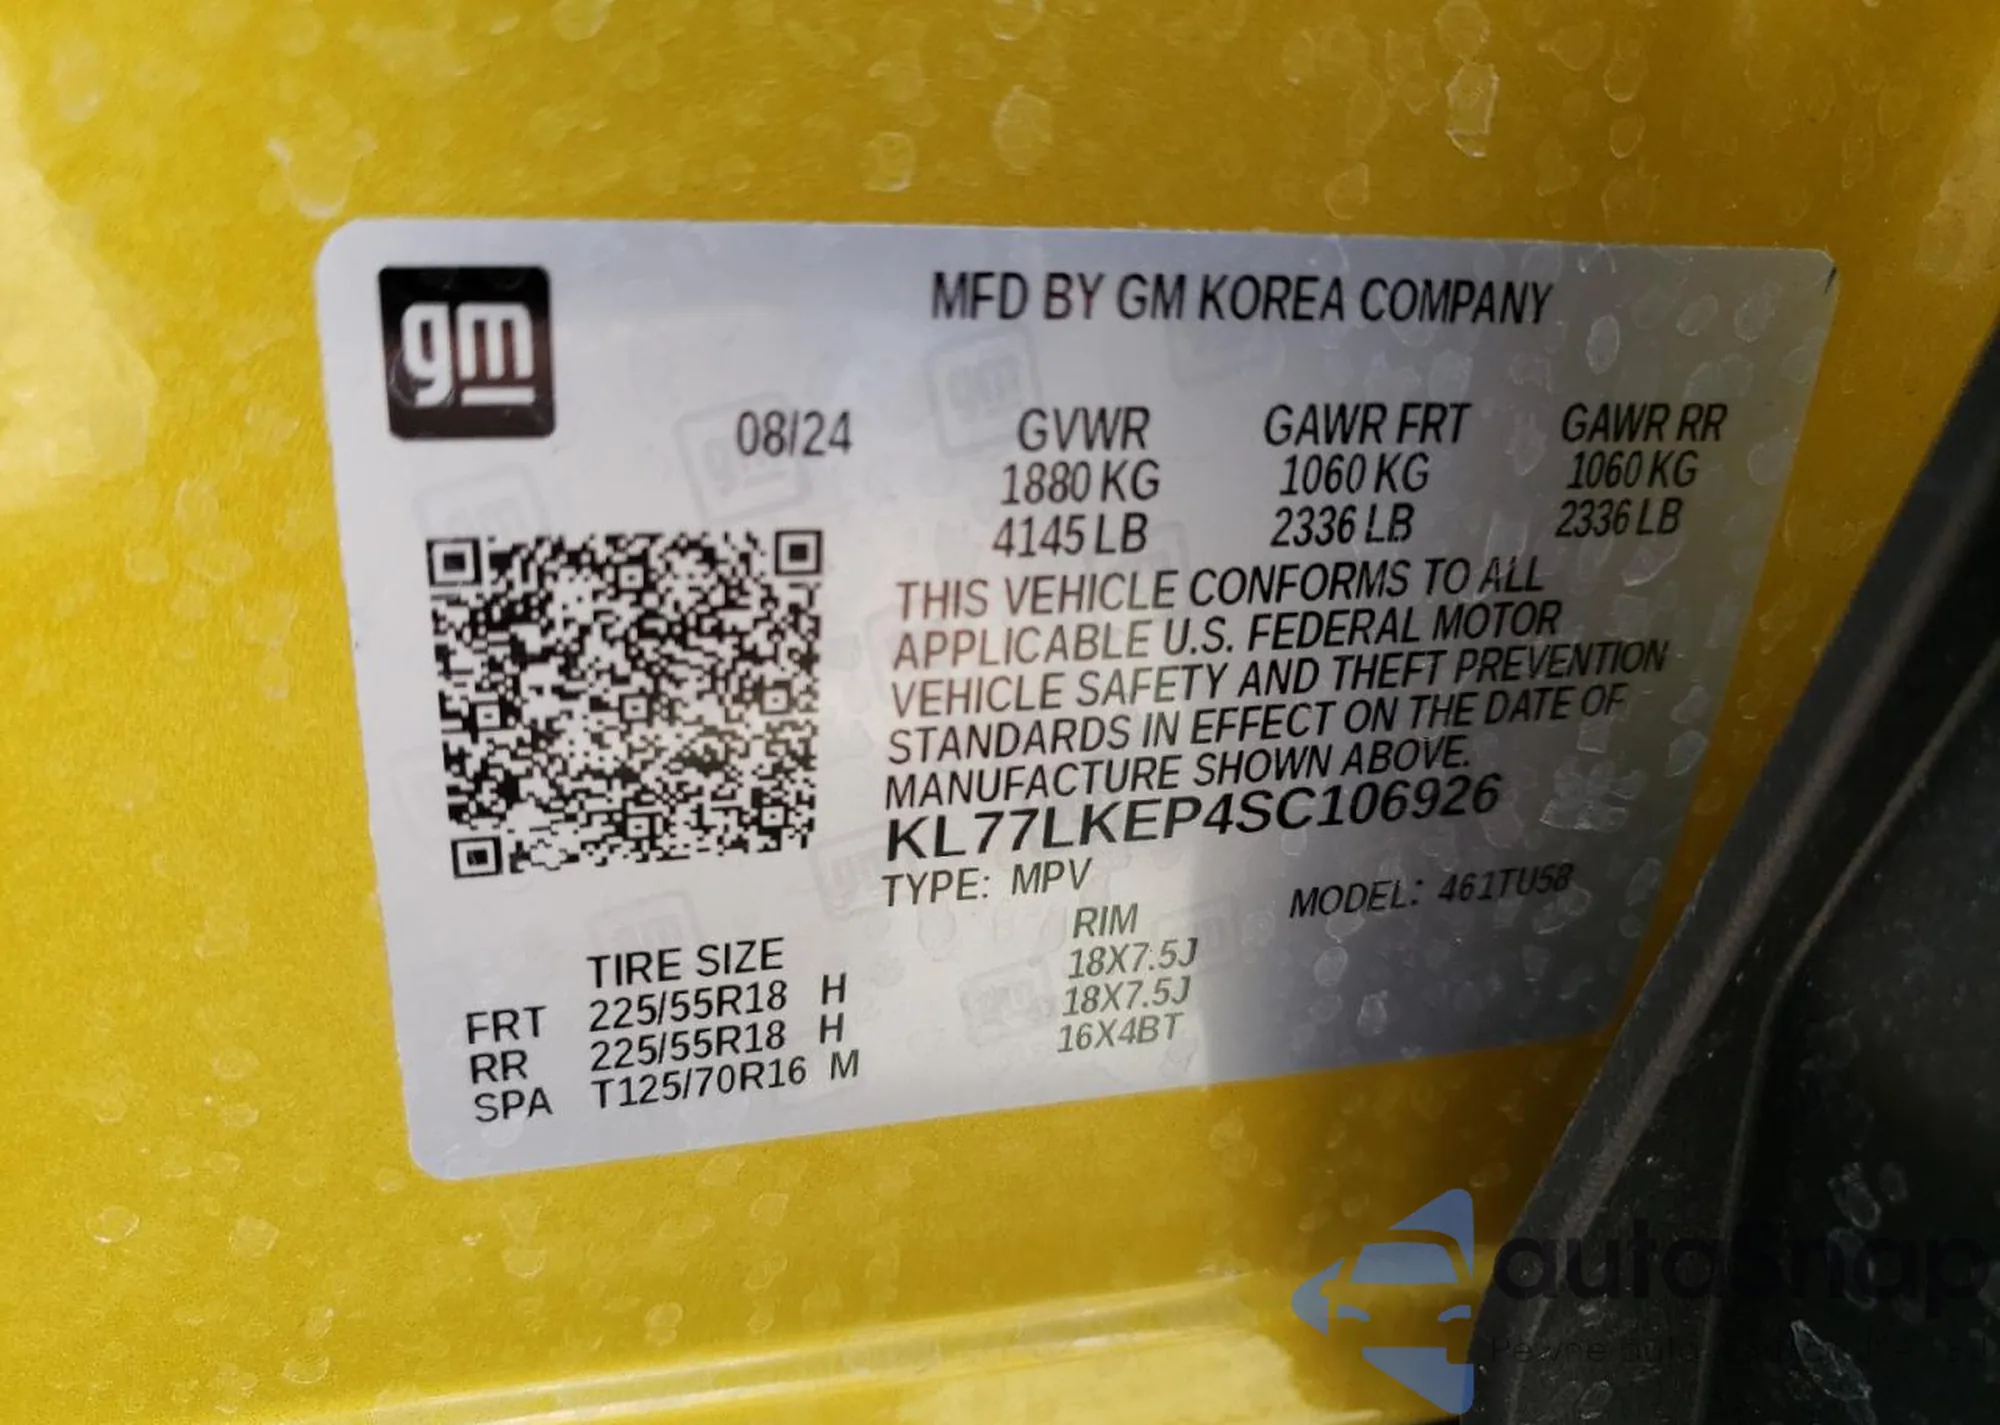 gm
MFD BY GM KOREA COMPANY
08/24 GVWR GAWR FRT GAWR RR
1880 KG 1060 KG 1060 KG
4145 LB 2336 LB 2336 LB
THIS VEHICLE CONFORMS TO ALL
APPLICABLE U.S. FEDERAL MOTOR
VEHICLE SAFETY AND THEFT PREVENTION
STANDARDS IN EFFECT ON THE DATE OF
MANUFACTURE SHOWN ABOVE.
KL77LKEP4SC106926
TYPE: MPV MODEL: 461TU58
TIRE SIZE RIM
FRT 225/55R18 H 18X7.5J
RR 225/55R18 H 18X7.5J
SPA T125/70R16 M 16X4BT
autosnap
Pewne auta